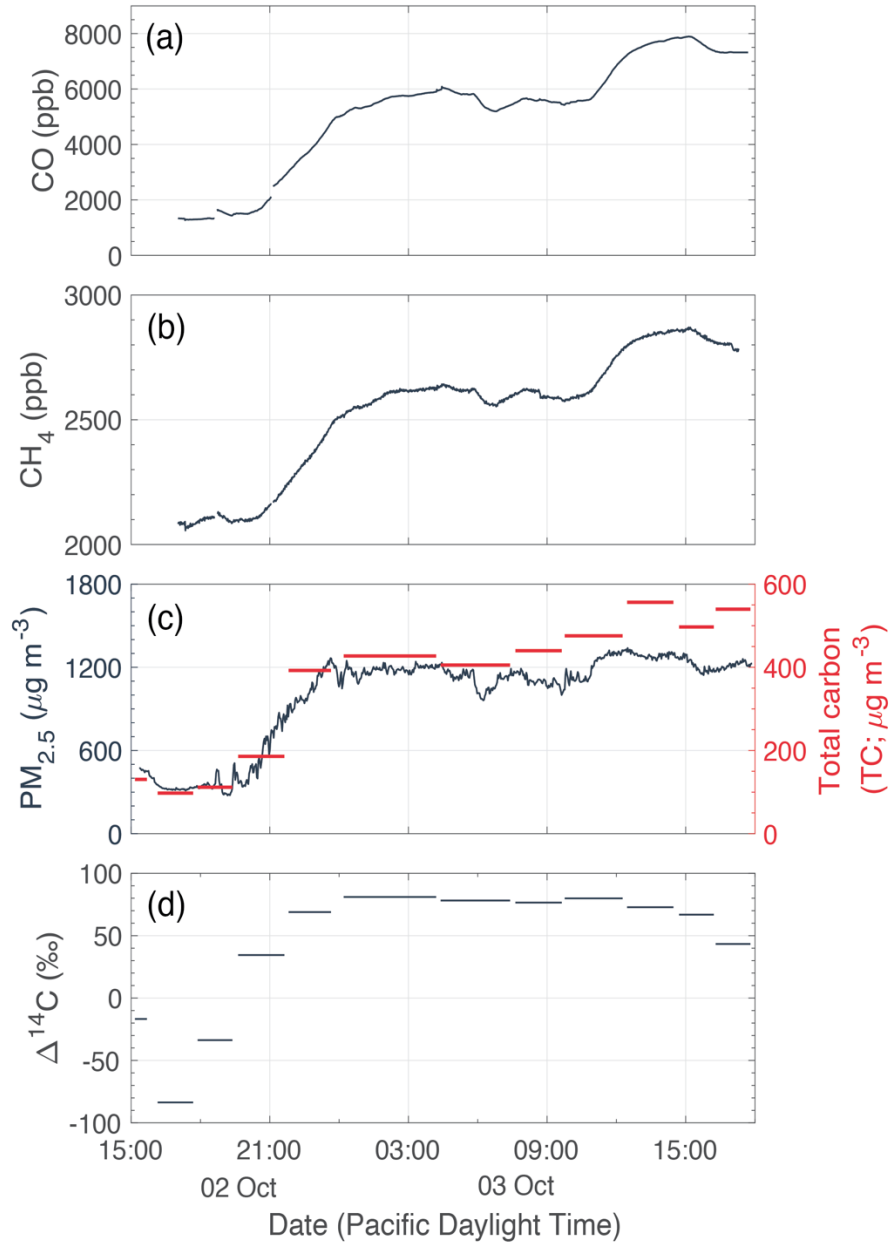 (a)
CO (ppb)
8000
6000
4000
2000
0
(b)
CH₄ (ppb)
3000
2500
2000
(c)
PM₂.₅ (μg m⁻³)
1800
1200
600
0
600
400
200
0
Total carbon
(TC; μg m⁻³)
(d)
Δ¹⁴C (‰)
100
50
0
-50
-100
15:00 21:00 03:00 09:00 15:00
02 Oct 03 Oct
Date (Pacific Daylight Time)